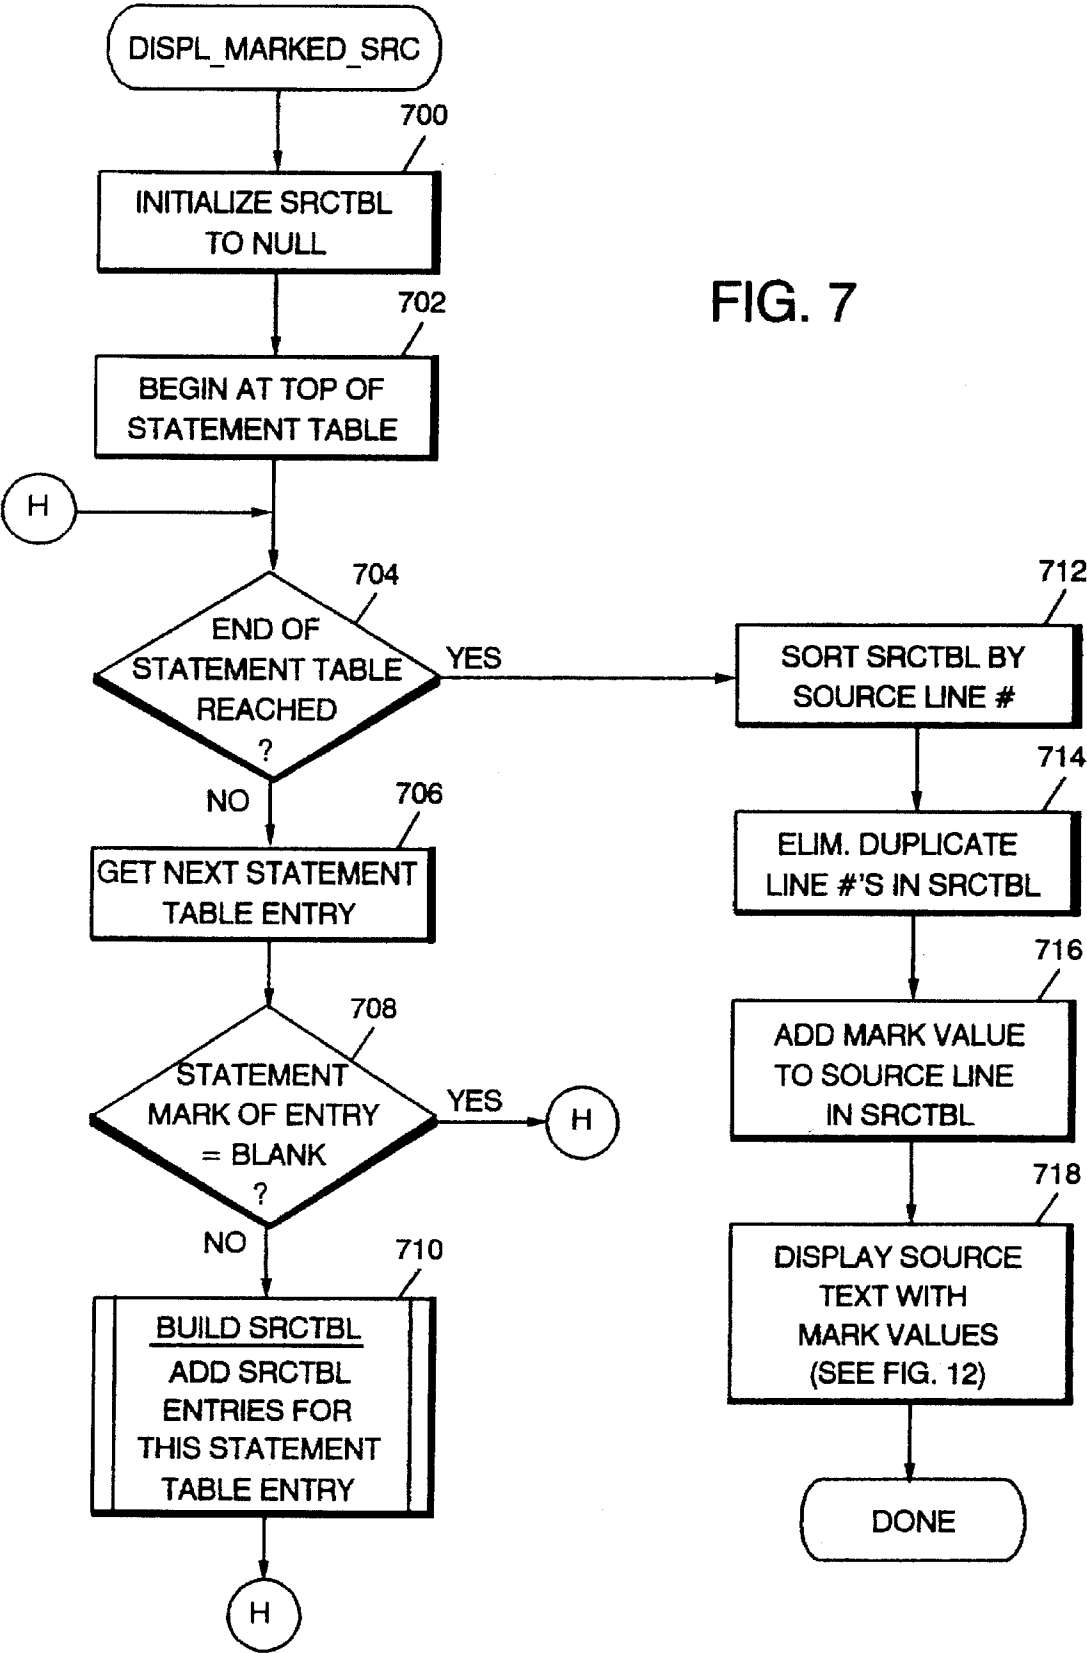 DISPL_MARKED_SRC
700
INITIALIZE SRCTBL
TO NULL
702
BEGIN AT TOP OF
STATEMENT TABLE
H
704
END OF
STATEMENT TABLE
REACHED
?
YES
NO
706
GET NEXT STATEMENT
TABLE ENTRY
708
STATEMENT
MARK OF ENTRY
= BLANK
?
YES
H
NO
710
BUILD SRCTBL
ADD SRCTBL
ENTRIES FOR
THIS STATEMENT
TABLE ENTRY
H
FIG. 7
712
SORT SRCTBL BY
SOURCE LINE #
714
ELIM. DUPLICATE
LINE #'S IN SRCTBL
716
ADD MARK VALUE
TO SOURCE LINE
IN SRCTBL
718
DISPLAY SOURCE
TEXT WITH
MARK VALUES
(SEE FIG. 12)
DONE